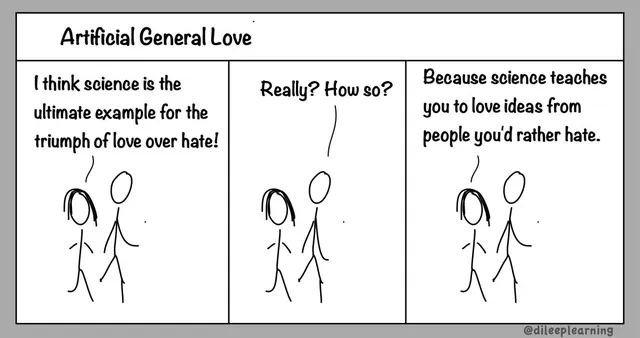 Artificial General Love
I think science is the
ultimate example for the
triumph of love over hate!
Really? How so?
Because science teaches
you to love ideas from
people you'd rather hate.
@dileeplearning